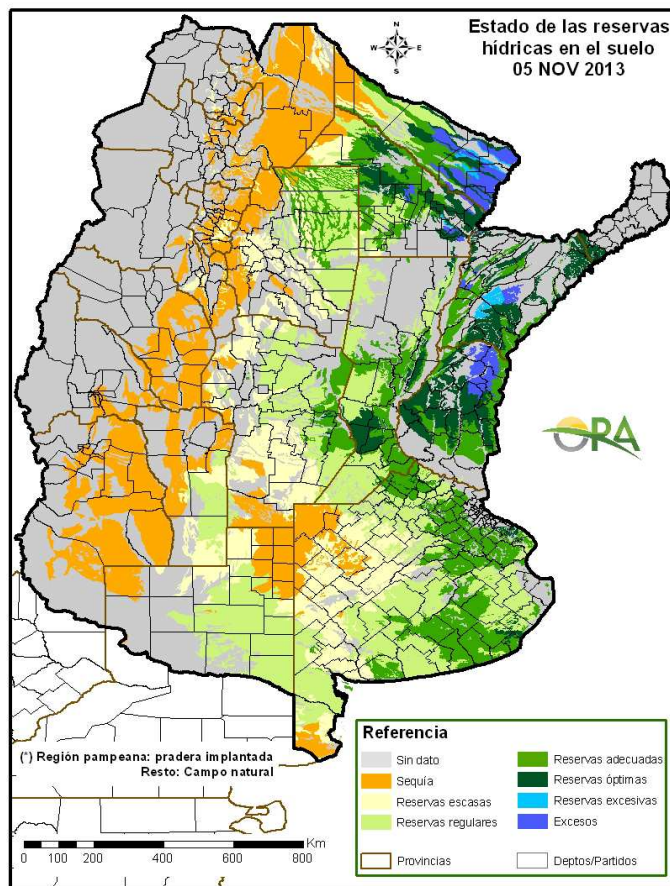 Estado de las reservas
hídricas en el suelo
05 NOV 2013
N
W E
S
ORA
(*) Región pampeana: pradera implantada
Resto: Campo natural
Km
0 100 200 400 600 800
Referencia
Sin dato
Sequía
Reservas escasas
Reservas regulares
Reservas adecuadas
Reservas óptimas
Reservas excesivas
Excesos
Provincias
Deptos/Partidos